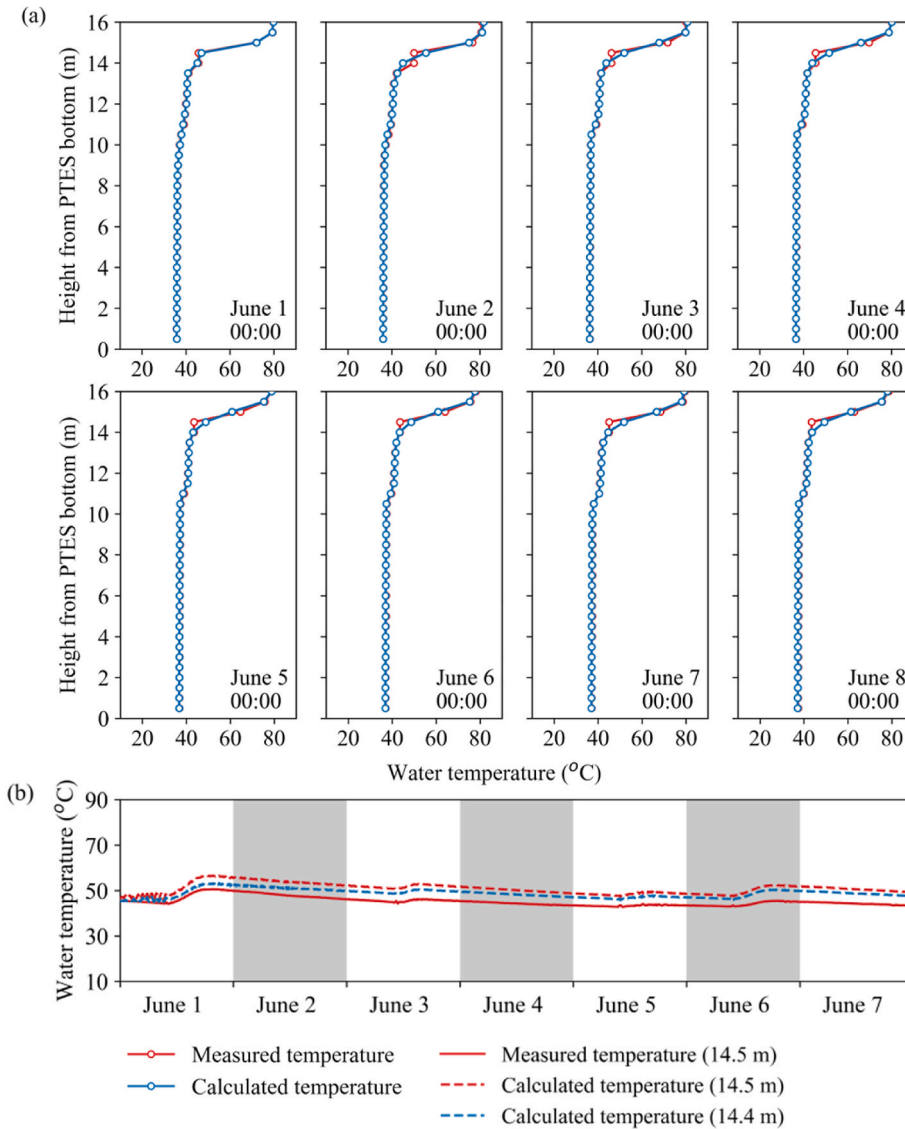 (a)
Height from PTES bottom (m)
16
14
12
10
8
6
4
2
0
June 1
00:00
June 2
00:00
June 3
00:00
June 4
00:00
20 40 60 80 20 40 60 80 20 40 60 80 20 40 60 80
Height from PTES bottom (m)
16
14
12
10
8
6
4
2
0
June 5
00:00
June 6
00:00
June 7
00:00
June 8
00:00
20 40 60 80 20 40 60 80 20 40 60 80 20 40 60 80
Water temperature (°C)
(b)
Water temperature (°C)
90
70
50
30
10
June 1 June 2 June 3 June 4 June 5 June 6 June 7
Measured temperature
Calculated temperature
Measured temperature (14.5 m)
Calculated temperature (14.5 m)
Calculated temperature (14.4 m)